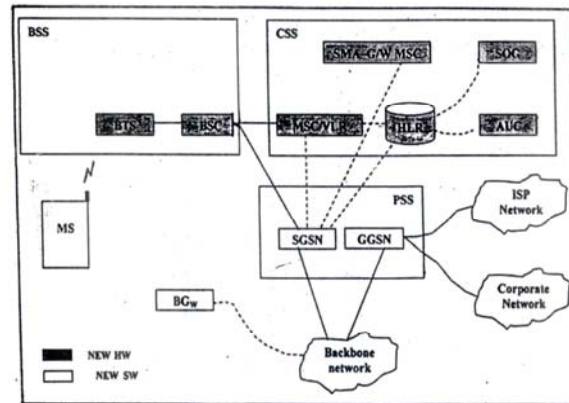 BSS
CSS
SMA-G/W MSC
SOG
BTS
BSC
MSC/VLR
HLR
AUC
PSS
ISP
Network
MS
SGSN
GGSN
Corporate
Network
BGw
Backbone
network
NEW HW
NEW SW